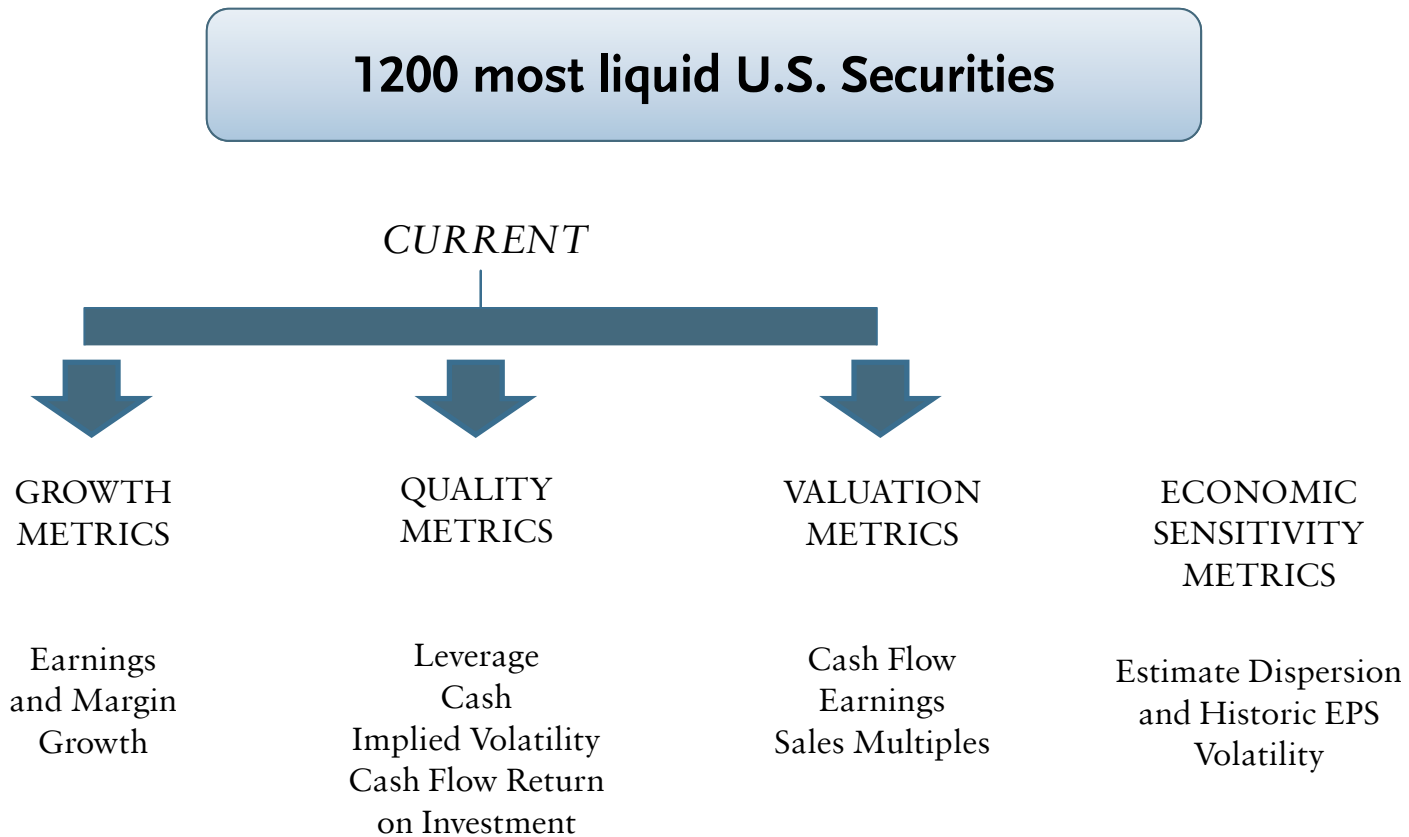 1200 most liquid U.S. Securities
CURRENT
GROWTH
METRICS
Earnings
and Margin
Growth
QUALITY
METRICS
Leverage
Cash
Implied Volatility
Cash Flow Return
on Investment
VALUATION
METRICS
Cash Flow
Earnings
Sales Multiples
ECONOMIC
SENSITIVITY
METRICS
Estimate Dispersion
and Historic EPS
Volatility